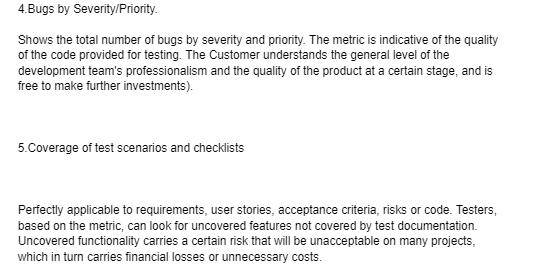 4.Bugs by Severity/Priority.
Shows the total number of bugs by severity and priority. The metric is indicative of the quality
of the code provided for testing. The Customer understands the general level of the
development team's professionalism and the quality of the product at a certain stage, and is
free to make further investments).
5.Coverage of test scenarios and checklists
Perfectly applicable to requirements, user stories, acceptance criteria, risks or code. Testers,
based on the metric, can look for uncovered features not covered by test documentation.
Uncovered functionality carries a certain risk that will be unacceptable on many projects,
which in turn carries financial losses or unnecessary costs.